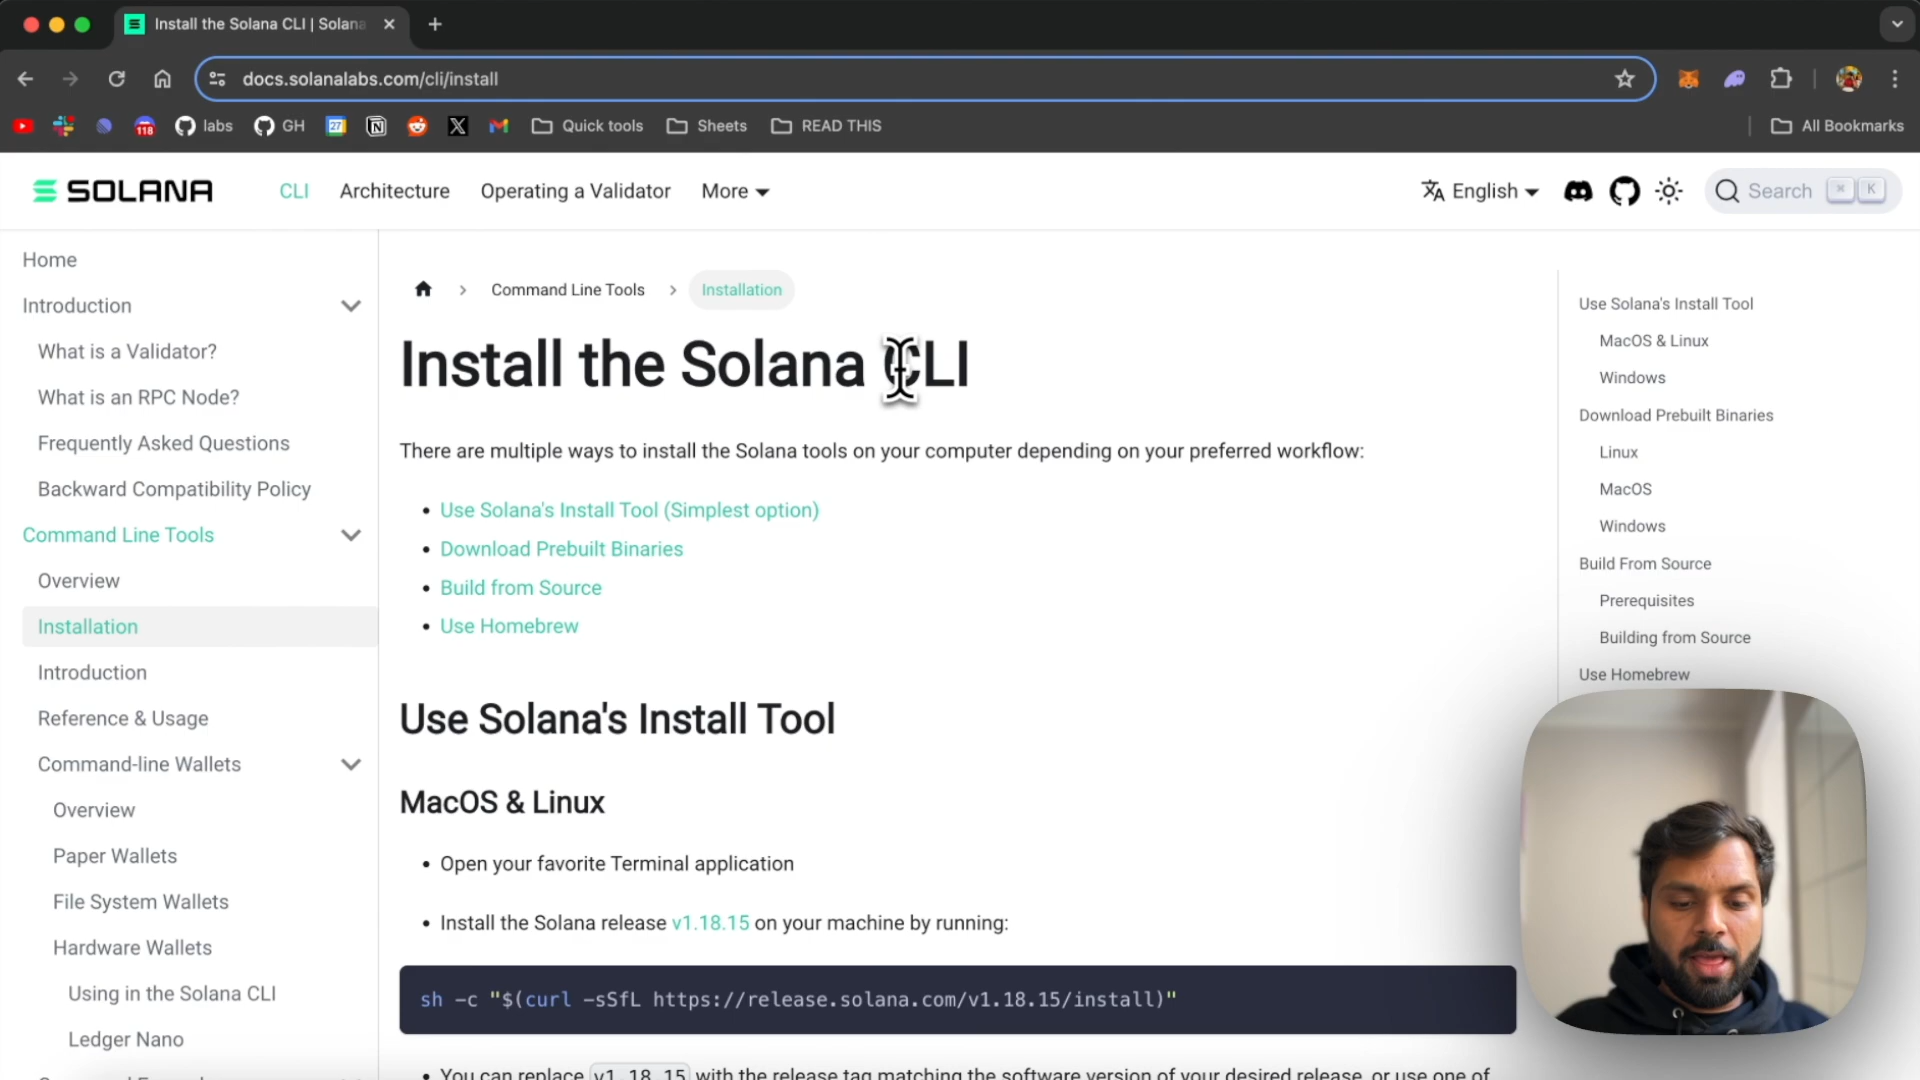 Install the Solana CLI | Solana
docs.solanalabs.com/cli/install
118
labs
GH
27
Quick tools
Sheets
READ THIS
All Bookmarks
SOLANA
CLI
Architecture
Operating a Validator
More
English
Search
⌘ K
Home
Introduction
What is a Validator?
What is an RPC Node?
Frequently Asked Questions
Backward Compatibility Policy
Command Line Tools
Overview
Installation
Introduction
Reference & Usage
Command-line Wallets
Overview
Paper Wallets
File System Wallets
Hardware Wallets
Using in the Solana CLI
Ledger Nano
Command Line Tools
Installation
Install the Solana CLI
There are multiple ways to install the Solana tools on your computer depending on your preferred workflow:
• Use Solana's Install Tool (Simplest option)
• Download Prebuilt Binaries
• Build from Source
• Use Homebrew
Use Solana's Install Tool
MacOS & Linux
• Open your favorite Terminal application
• Install the Solana release v1.18.15 on your machine by running:
sh -c "$(curl -sSfL https://release.solana.com/v1.18.15/install)"
• You can replace v1.18.15 with the release tag matching the software version of your desired release, or use one of
Use Solana's Install Tool
MacOS & Linux
Windows
Download Prebuilt Binaries
Linux
MacOS
Windows
Build From Source
Prerequisites
Building from Source
Use Homebrew